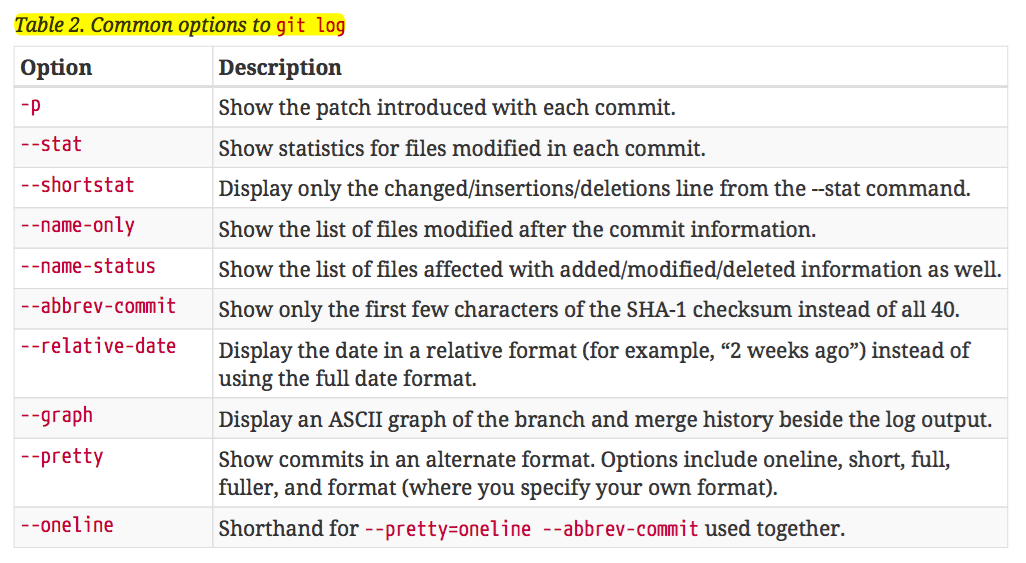 Table 2. Common options to git log
Option Description
-p Show the patch introduced with each commit.
--stat Show statistics for files modified in each commit.
--shortstat Display only the changed/insertions/deletions line from the --stat command.
--name-only Show the list of files modified after the commit information.
--name-status Show the list of files affected with added/modified/deleted information as well.
--abbrev-commit Show only the first few characters of the SHA-1 checksum instead of all 40.
--relative-date Display the date in a relative format (for example, “2 weeks ago”) instead of
using the full date format.
--graph Display an ASCII graph of the branch and merge history beside the log output.
--pretty Show commits in an alternate format. Options include oneline, short, full,
fuller, and format (where you specify your own format).
--oneline Shorthand for --pretty=oneline --abbrev-commit used together.